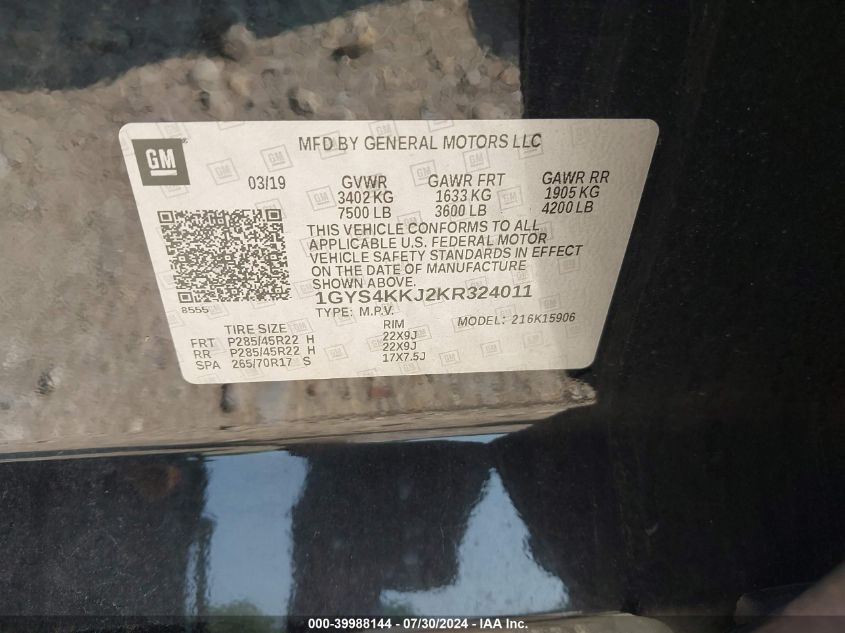 GM
MFD BY GENERAL MOTORS LLC
03/19
GVWR GAWR FRT GAWR RR
3402 KG 1633 KG 1905 KG
7500 LB 3600 LB 4200 LB
THIS VEHICLE CONFORMS TO ALL
APPLICABLE U.S. FEDERAL MOTOR
VEHICLE SAFETY STANDARDS IN EFFECT
ON THE DATE OF MANUFACTURE
SHOWN ABOVE.
8555
1GYS4KKJ2KR324011
TYPE: M.P.V. MODEL: 216K15906
TIRE SIZE RIM
FRT P285/45R22 H 22X9J
RR P285/45R22 H 22X9J
SPA 265/70R17 S 17X7.5J
000-39988144 - 07/30/2024 - IAA Inc.